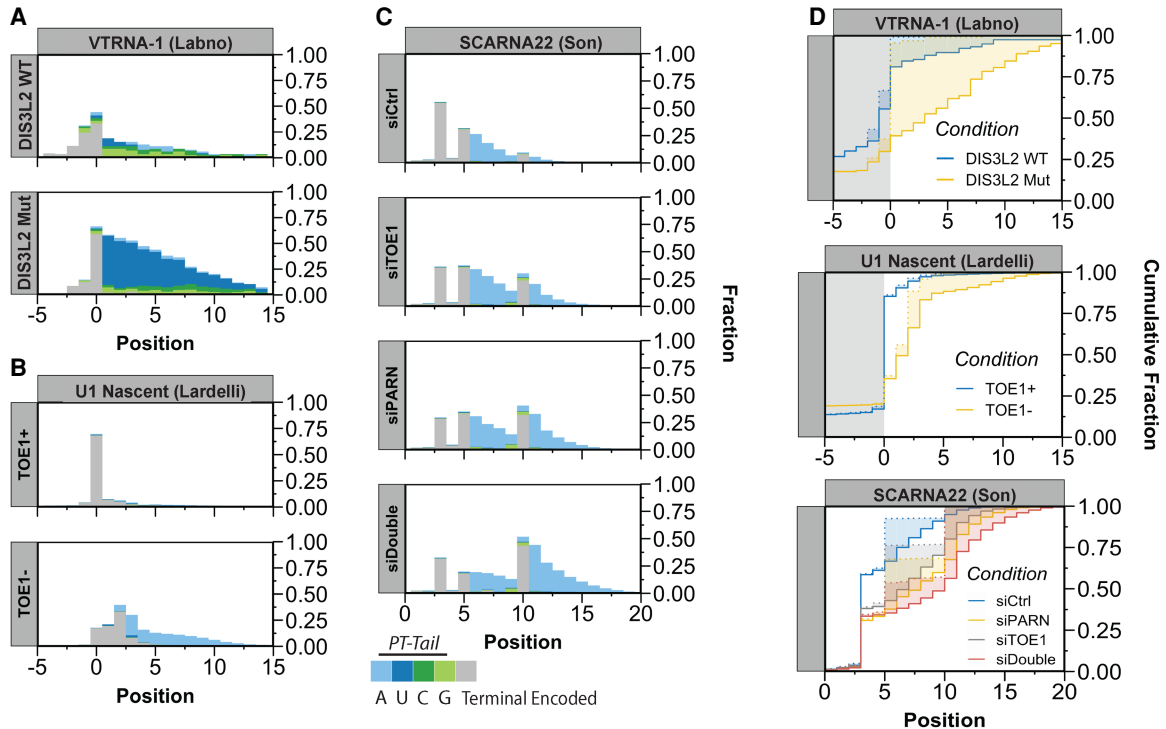 A
VTRNA-1 (Labno)
DIS3L2 WT
1.00
0.75
0.50
0.25
0.00
DIS3L2 Mut
1.00
0.75
0.50
0.25
0.00
-5 0 5 10 15
Position
B
U1 Nascent (Lardelli)
TOE1+
1.00
0.75
0.50
0.25
0.00
TOE1-
1.00
0.75
0.50
0.25
0.00
-5 0 5 10 15
Position
C
SCARNA22 (Son)
siCtrl
1.00
0.75
0.50
0.25
0.00
siTOE1
1.00
0.75
0.50
0.25
0.00
siPARN
1.00
0.75
0.50
0.25
0.00
siDouble
1.00
0.75
0.50
0.25
0.00
0 5 10 15 20
Position
Fraction
PT-Tail
A U C G Terminal Encoded
D
VTRNA-1 (Labno)
1.00
0.75
0.50
0.25
0.00
Condition
DIS3L2 WT
DIS3L2 Mut
-5 0 5 10 15
U1 Nascent (Lardelli)
1.00
0.75
0.50
0.25
0.00
Condition
TOE1+
TOE1-
-5 0 5 10 15
SCARNA22 (Son)
1.00
0.75
0.50
0.25
0.00
Condition
siCtrl
siPARN
siTOE1
siDouble
0 5 10 15 20
Position
Cumulative Fraction